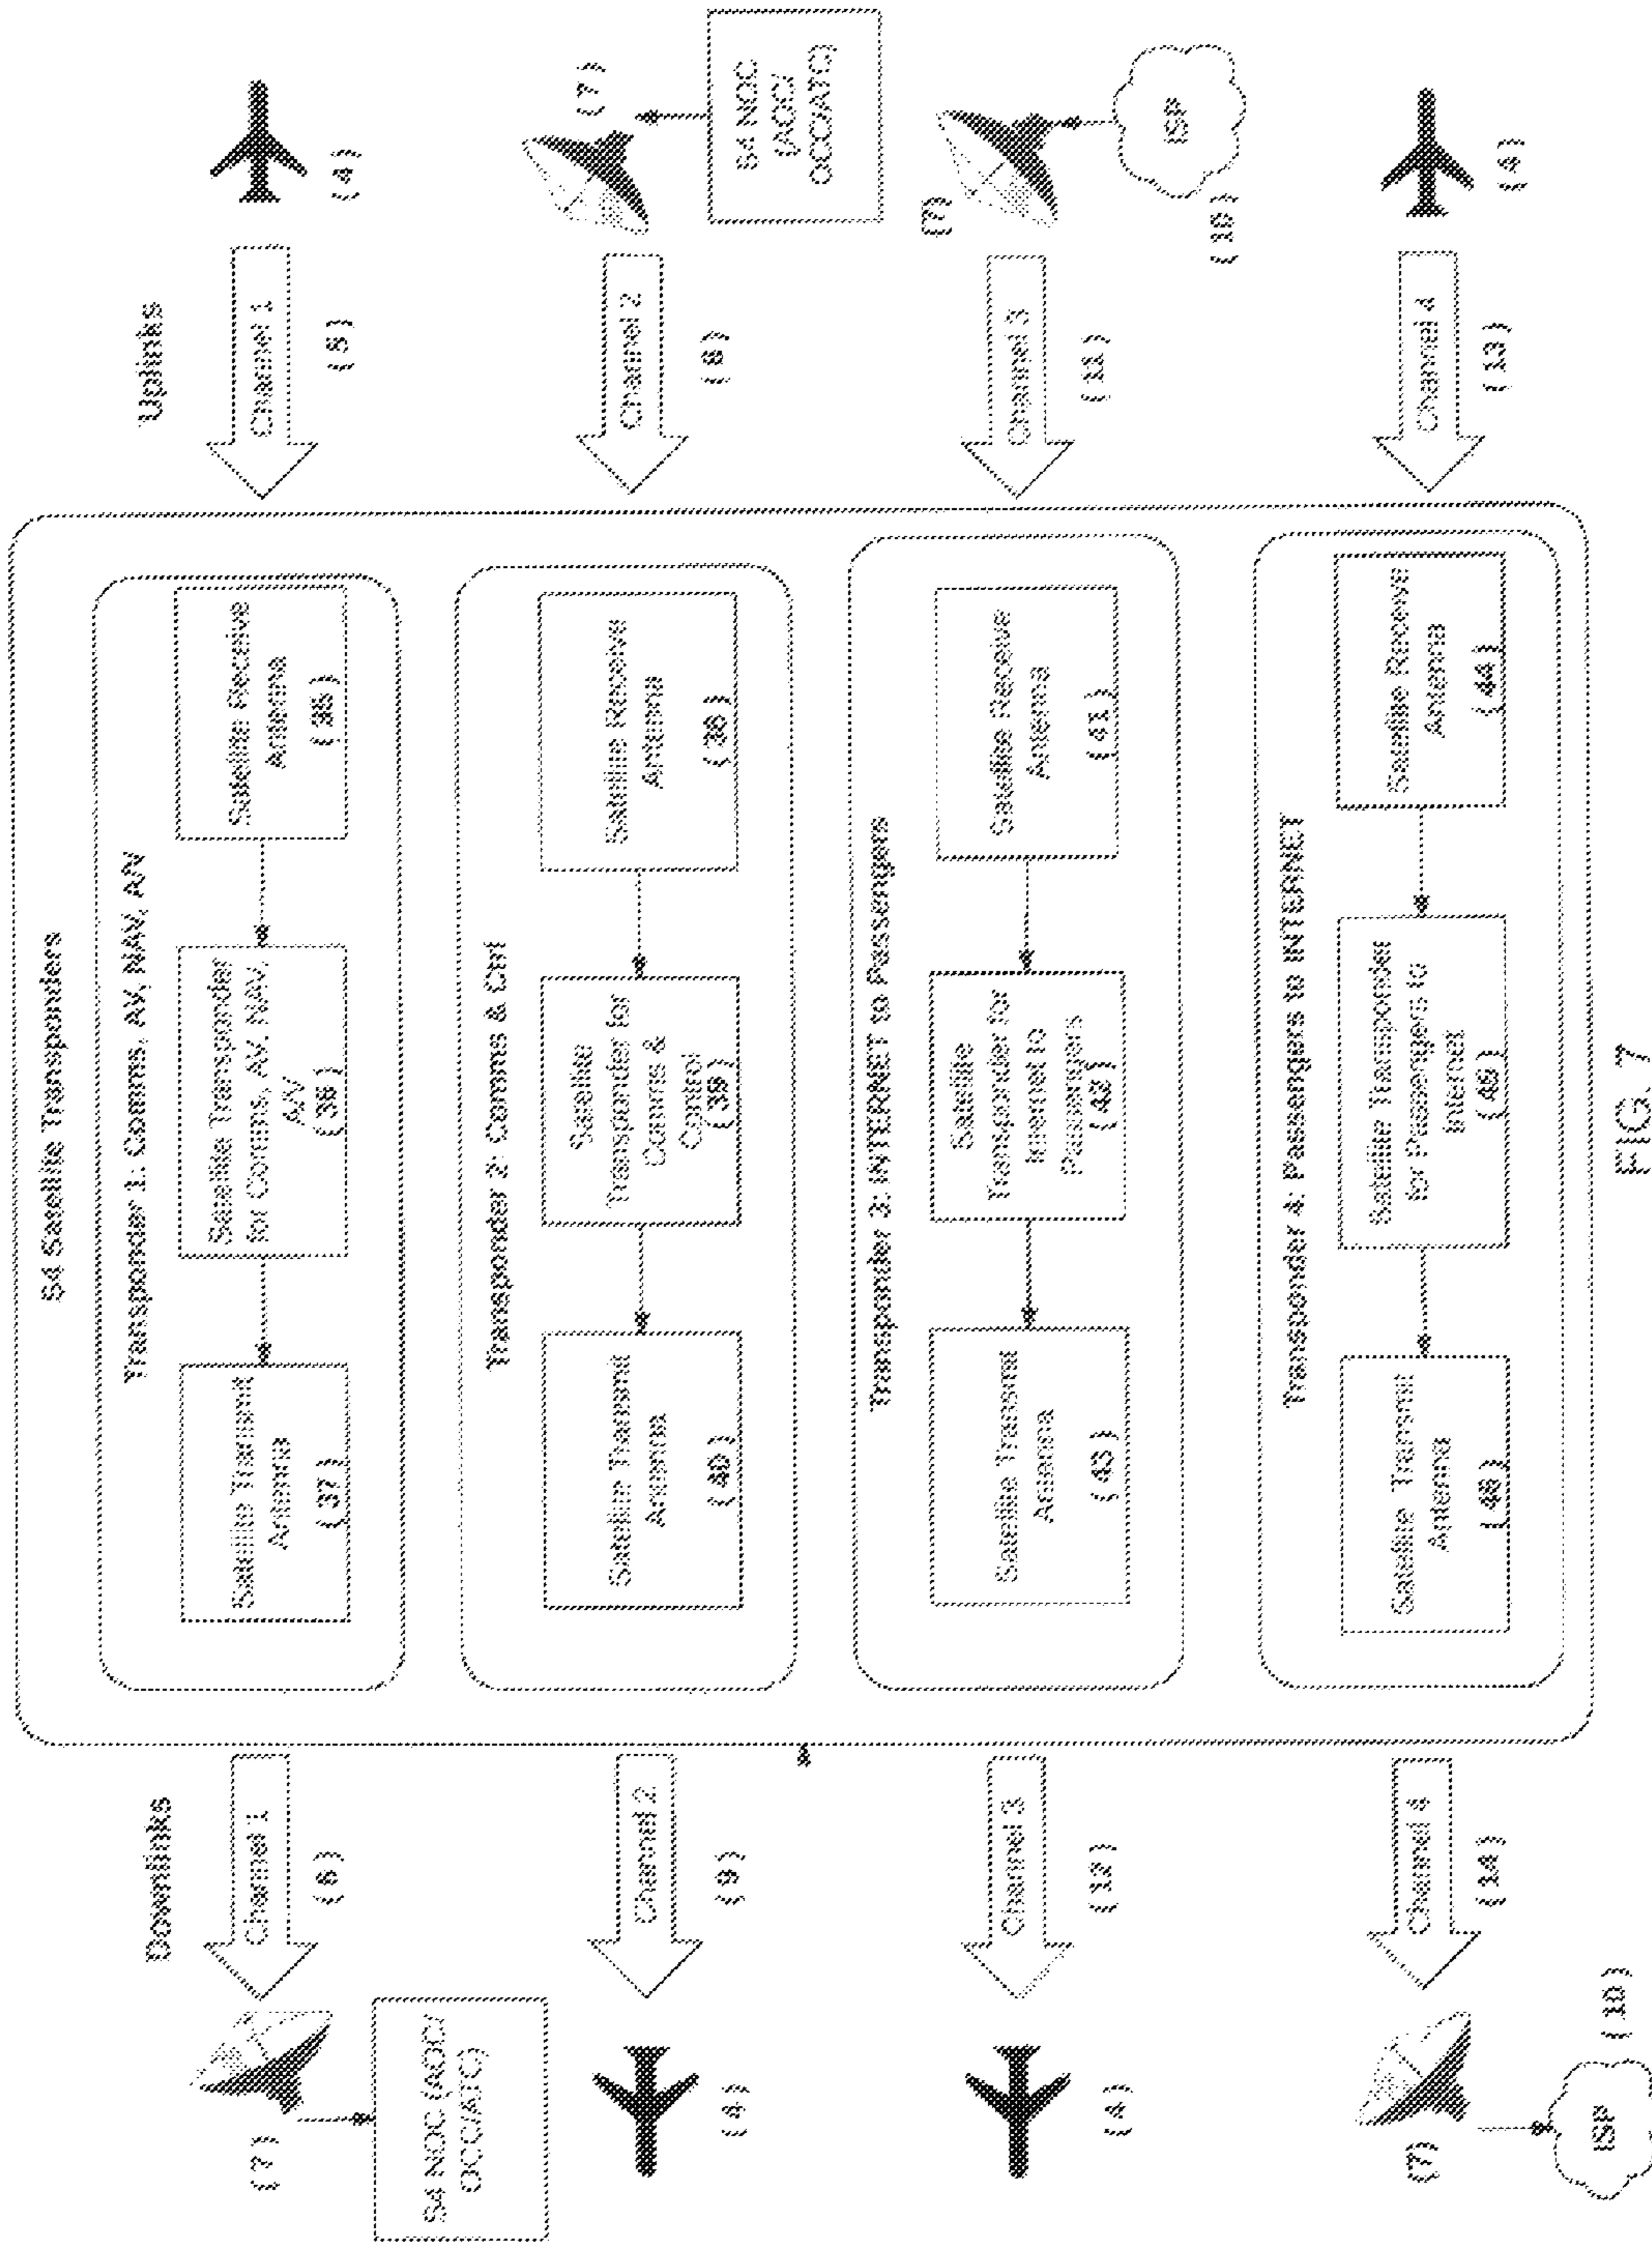 S4 Satellite Transponders
Downlinks
Uplinks
Transponder 1: Coms, AV, NAV, A/V
Channel 1
(6)
(7)
S4 NOC (AOC/
OCC/ATC)
Satellite Transmit
Antenna
(37)
Satellite Transponder
for Coms, AV, NAV,
A/V
(36)
Satellite Receive
Antenna
(35)
Channel 1
(5)
(4)
Transponder 2: Coms & Ctrl
(4)
Channel 2
(9)
Satellite Transmit
Antenna
(40)
Satellite
Transponder for
Coms &
Control
(39)
Satellite Receive
Antenna
(38)
Channel 2
(8)
(7)
S4 NOC
(AOC/
OCC/ATC)
Transponder 3: INTERNET to Passengers
(4)
Channel 3
(12)
Satellite Transmit
Antenna
(43)
Satellite
Transponder for
Internet to
Passengers
(42)
Satellite Receive
Antenna
(41)
Channel 3
(11)
(7)
ISP
(10)
Transponder 4: Passengers to INTERNET
(7)
ISP
(10)
Channel 4
(14)
Satellite Transmit
Antenna
(46)
Satellite Transponder
for Passengers to
Internet
(45)
Satellite Receive
Antenna
(44)
Channel 4
(13)
(4)
FIG. 7